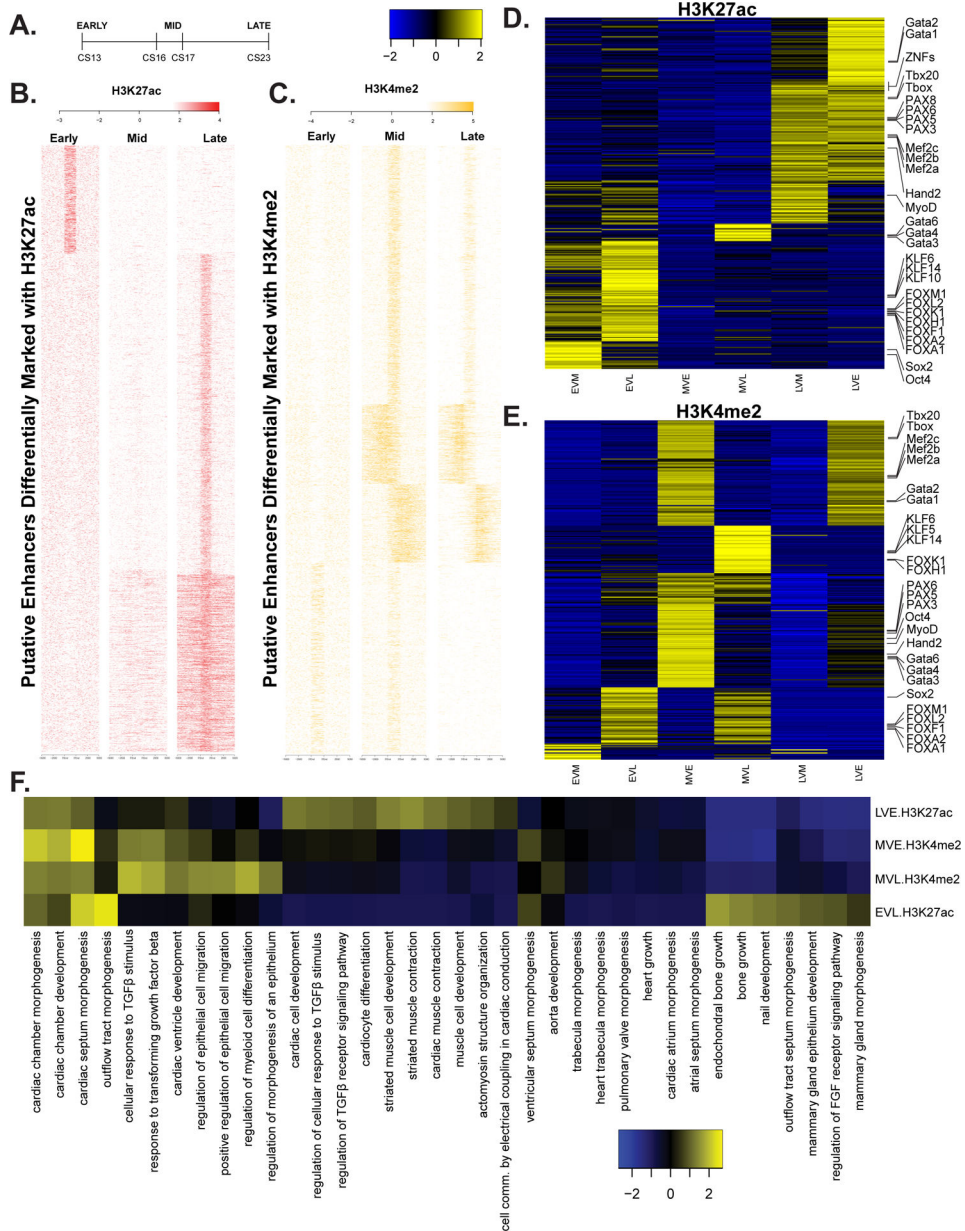 A.
EARLY MID LATE
CS13 CS16 CS17 CS23
−2 0 2
B.
H3K27ac
−3 0 2 4
Early Mid Late
Putative Enhancers Differentially Marked with H3K27ac
C.
H3K4me2
−4 0 5
Early Mid Late
Putative Enhancers Differentially Marked with H3K4me2
D.
H3K27ac
Gata2
Gata1
ZNFs
Tbx20
Tbox
PAX8
PAX6
PAX5
PAX3
Mef2c
Mef2b
Mef2a
Hand2
MyoD
Gata6
Gata4
Gata3
KLF6
KLF14
KLF10
FOXM1
FOXL2
FOXK1
FOXH1
FOXF1
FOXA2
FOXA1
Sox2
Oct4
EVM EVL MVE MVL LVM LVE
E.
H3K4me2
Tbx20
Tbox
Mef2c
Mef2b
Mef2a
Gata2
Gata1
KLF6
KLF5
KLF14
FOXK1
FOXH1
PAX6
PAX5
PAX3
Oct4
MyoD
Hand2
Gata6
Gata4
Gata3
Sox2
FOXM1
FOXL2
FOXF1
FOXA2
FOXA1
EVM EVL MVE MVL LVM LVE
F.
LVE.H3K27ac
MVE.H3K4me2
MVL.H3K4me2
EVL.H3K27ac
cardiac chamber morphogenesis
cardiac chamber development
cardiac septum morphogenesis
outflow tract morphogenesis
cellular response to TGFβ stimulus
response to transforming growth factor beta
cardiac ventricle development
regulation of epithelial cell migration
positive regulation epithelial cell migration
regulation of myeloid cell differentiation
regulation of morphogenesis of an epithelium
cardiac cell development
regulation of cellular response to TGFβ stimulus
regulation of TGFβ receptor signaling pathway
cardiocyte differentiation
striated muscle cell development
striated muscle contraction
cardiac muscle contraction
muscle cell development
actomyosin structure organization
cell comm. by electrical coupling in cardiac conduction
ventricular septum morphogenesis
aorta development
trabecula morphogenesis
heart trabecula morphogenesis
pulmonary valve morphogenesis
heart growth
cardiac atrium morphogenesis
atrial septum morphogenesis
endochondral bone growth
bone growth
nail development
outflow tract septum morphogenesis
mammary gland epithelium development
regulation of FGF receptor signaling pathway
mammary gland morphogenesis
−2 0 2